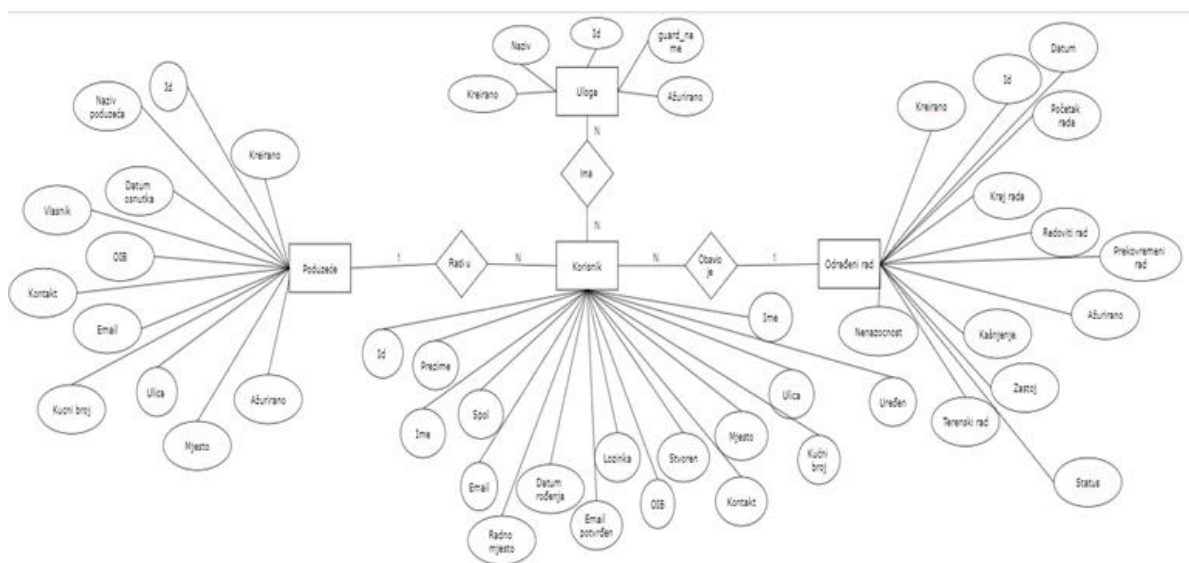 Id
Naziv
guard_na
me
Kreirano
Uloga
Ažurirano
N
Ima
N
Id
Naziv
poduzeća
Kreirano
Datum
osnutka
Vlasnik
OIB
Kontakt
Email
Kucni broj
Ulica
Mjesto
Ažurirano
Poduzeće
1
Radi u
N
Korisnik
N
Obavio
je
1
Odrađeni rad
Kreirano
Id
Datum
Početak
rada
Kraj rada
Redoviti rad
Prekovremeni
rad
Ažurirano
Nenazocnost
Kašnjenje
Zastoj
Terenski rad
Status
Id
Prezime
Ime
Spol
Email
Radno
mjesto
Datum
rođenja
Email
potvrđen
Lozinka
OIB
Stvoren
Kontakt
Mjesto
Ulica
Kućni
broj
Ime
Uređen